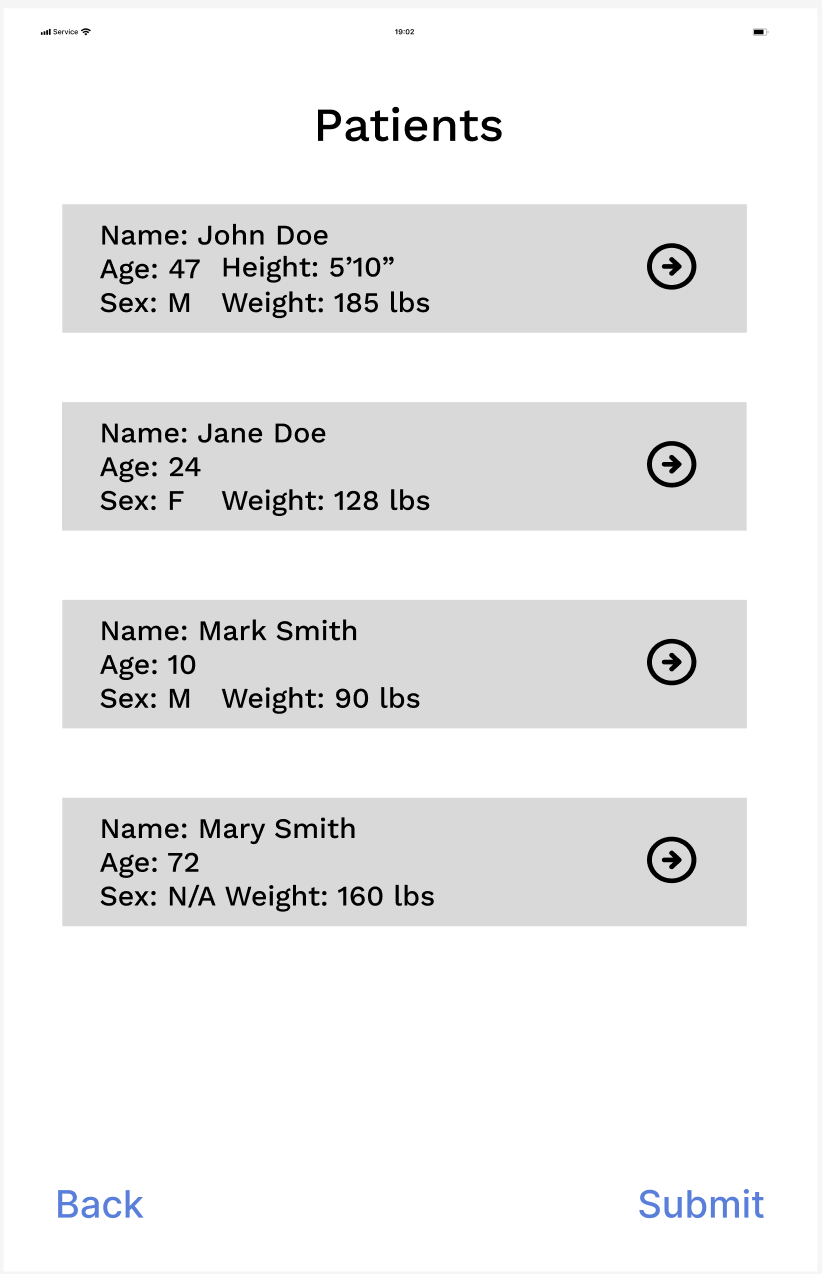 Service 19:02
Patients
Name: John Doe
Age: 47 Height: 5’10”
Sex: M Weight: 185 lbs
Name: Jane Doe
Age: 24
Sex: F Weight: 128 lbs
Name: Mark Smith
Age: 10
Sex: M Weight: 90 lbs
Name: Mary Smith
Age: 72
Sex: N/A Weight: 160 lbs
Back Submit